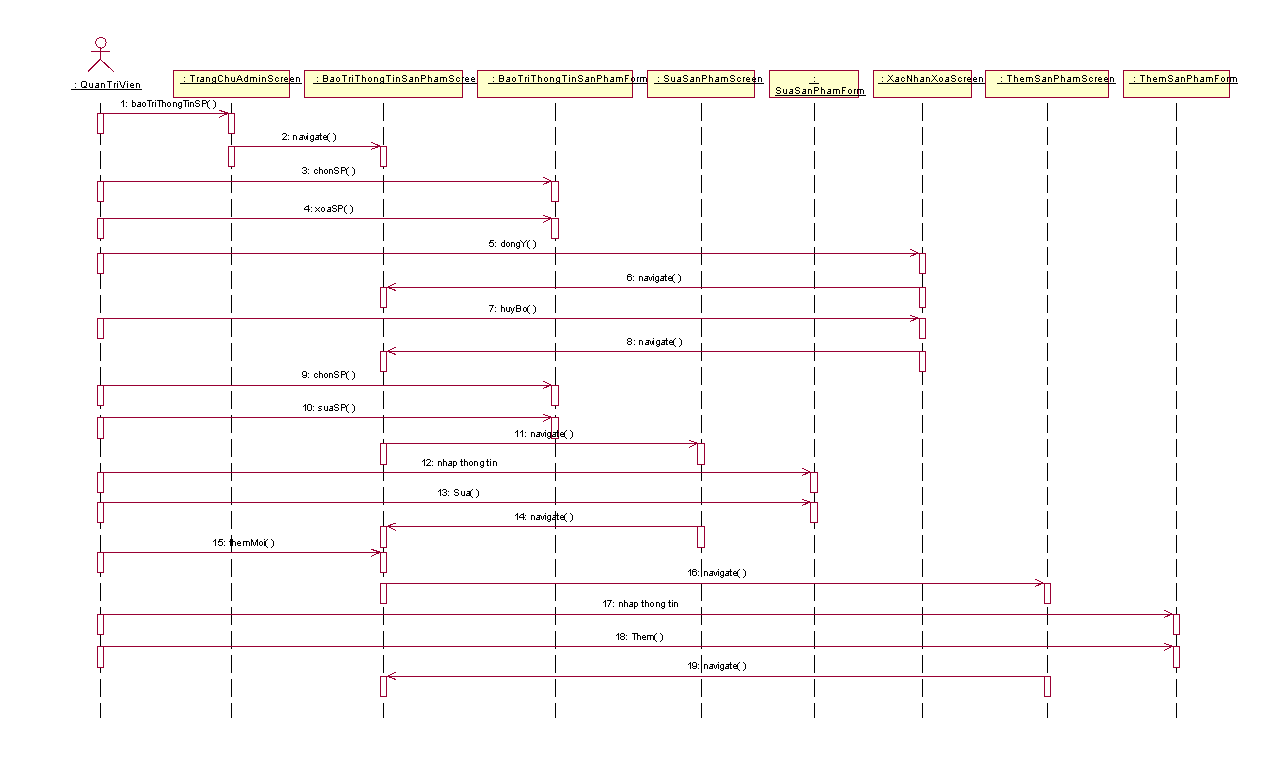 : QuanTriVien
: TrangChuAdminScreen
: BaoTriThongTinSanPhamScreen
: BaoTriThongTinSanPhamForm
: SuaSanPhamScreen
:
SuaSanPhamForm
: XacNhanXoaScreen
: ThemSanPhamScreen
: ThemSanPhamForm
1: baoTriThongTinSP( )
2: navigate( )
3: chonSP( )
4: xoaSP( )
5: dongY( )
6: navigate( )
7: huyBo( )
8: navigate( )
9: chonSP( )
10: suaSP( )
11: navigate( )
12: nhap thong tin
13: Sua( )
14: navigate( )
15: themMoi( )
16: navigate( )
17: nhap thong tin
18: Them( )
19: navigate( )